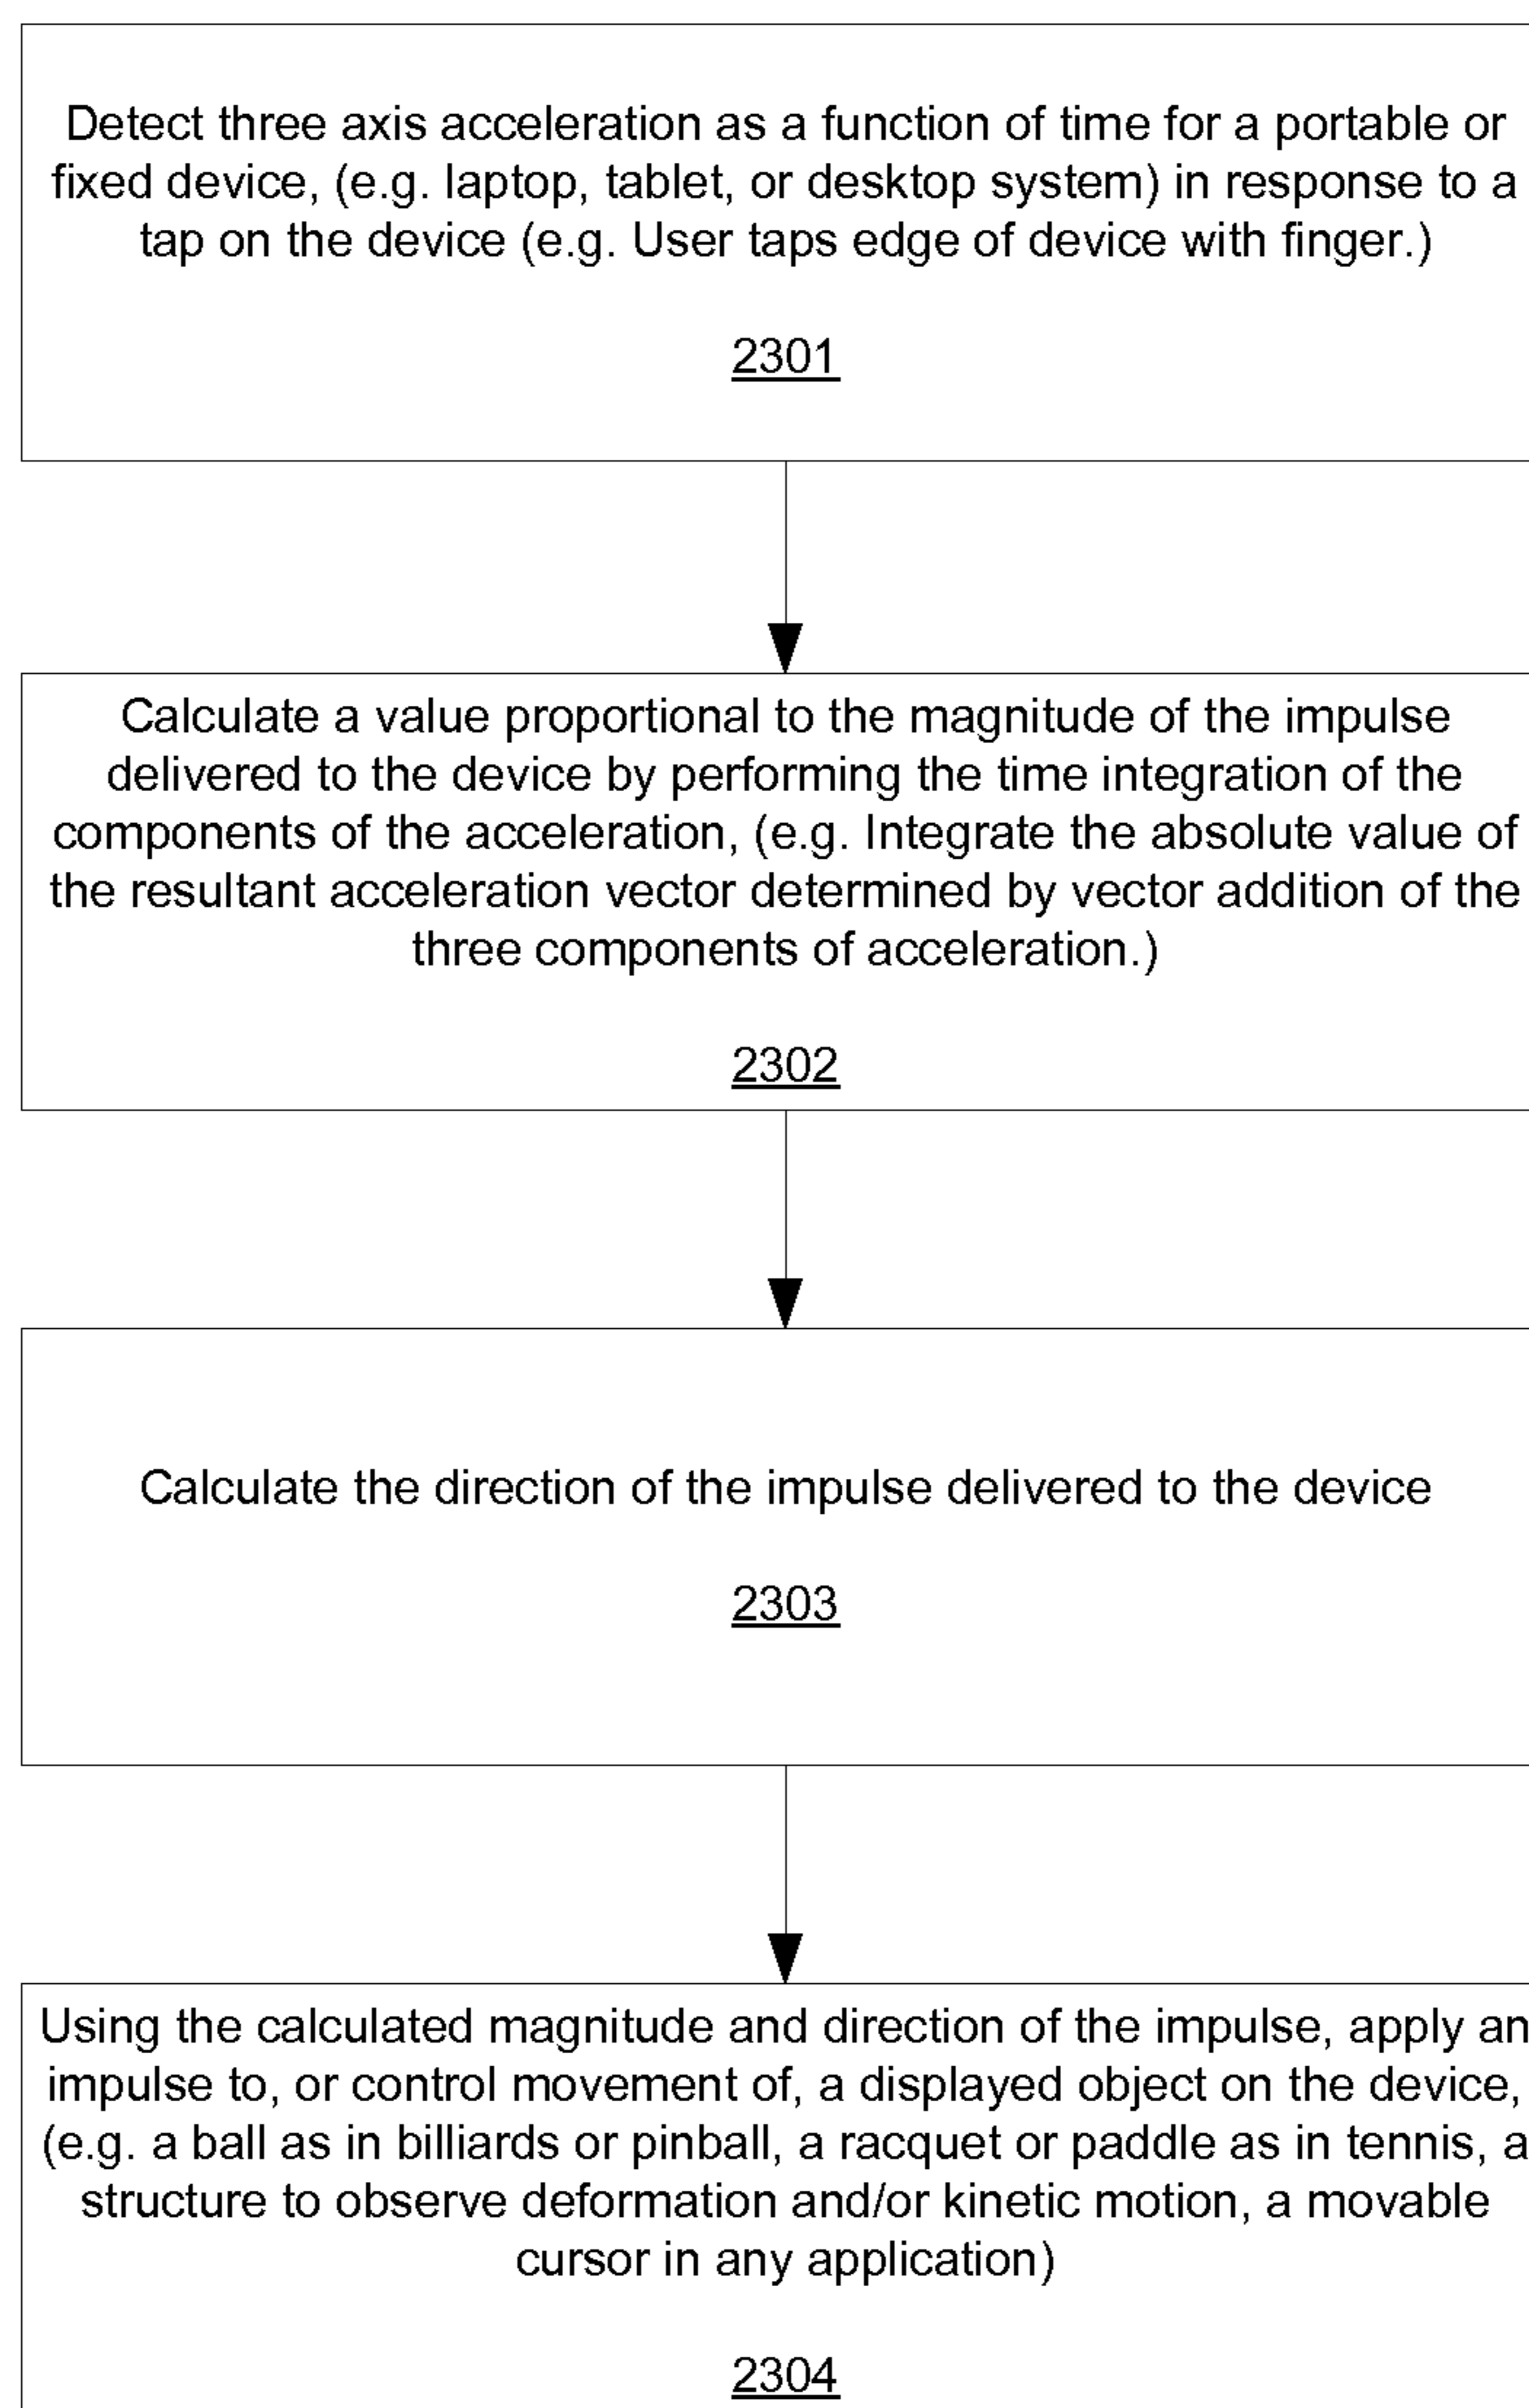 Detect three axis acceleration as a function of time for a portable or
fixed device, (e.g. laptop, tablet, or desktop system) in response to a
tap on the device (e.g. User taps edge of device with finger.)
2301
Calculate a value proportional to the magnitude of the impulse
delivered to the device by performing the time integration of the
components of the acceleration, (e.g. Integrate the absolute value of
the resultant acceleration vector determined by vector addition of the
three components of acceleration.)
2302
Calculate the direction of the impulse delivered to the device
2303
Using the calculated magnitude and direction of the impulse, apply an
impulse to, or control movement of, a displayed object on the device,
(e.g. a ball as in billiards or pinball, a racquet or paddle as in tennis, a
structure to observe deformation and/or kinetic motion, a movable
cursor in any application)
2304